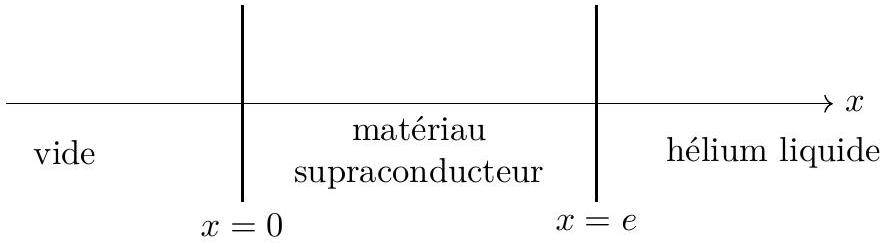 x
vide
matériau
supraconducteur
hélium liquide
x = 0
x = e